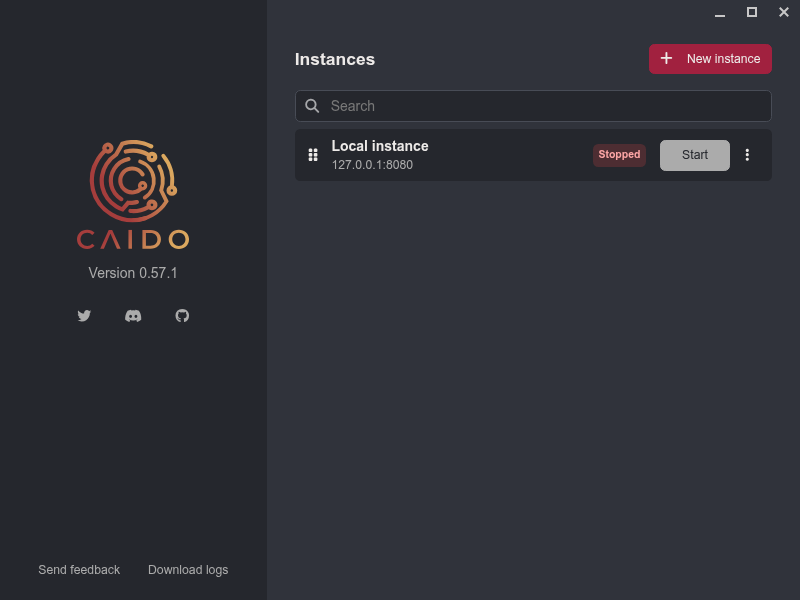 CAIDO
Version 0.57.1
Send feedback
Download logs
Instances
New instance
Search
Local instance
127.0.0.1:8080
Stopped
Start